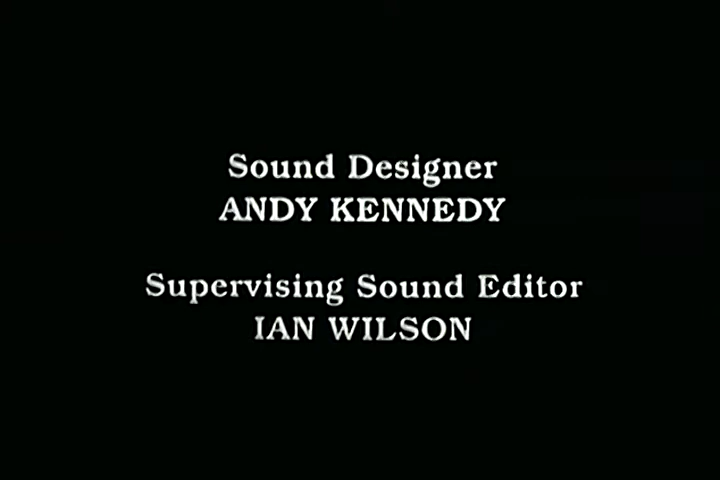 Sound Designer
ANDY KENNEDY
Supervising Sound Editor
IAN WILSON